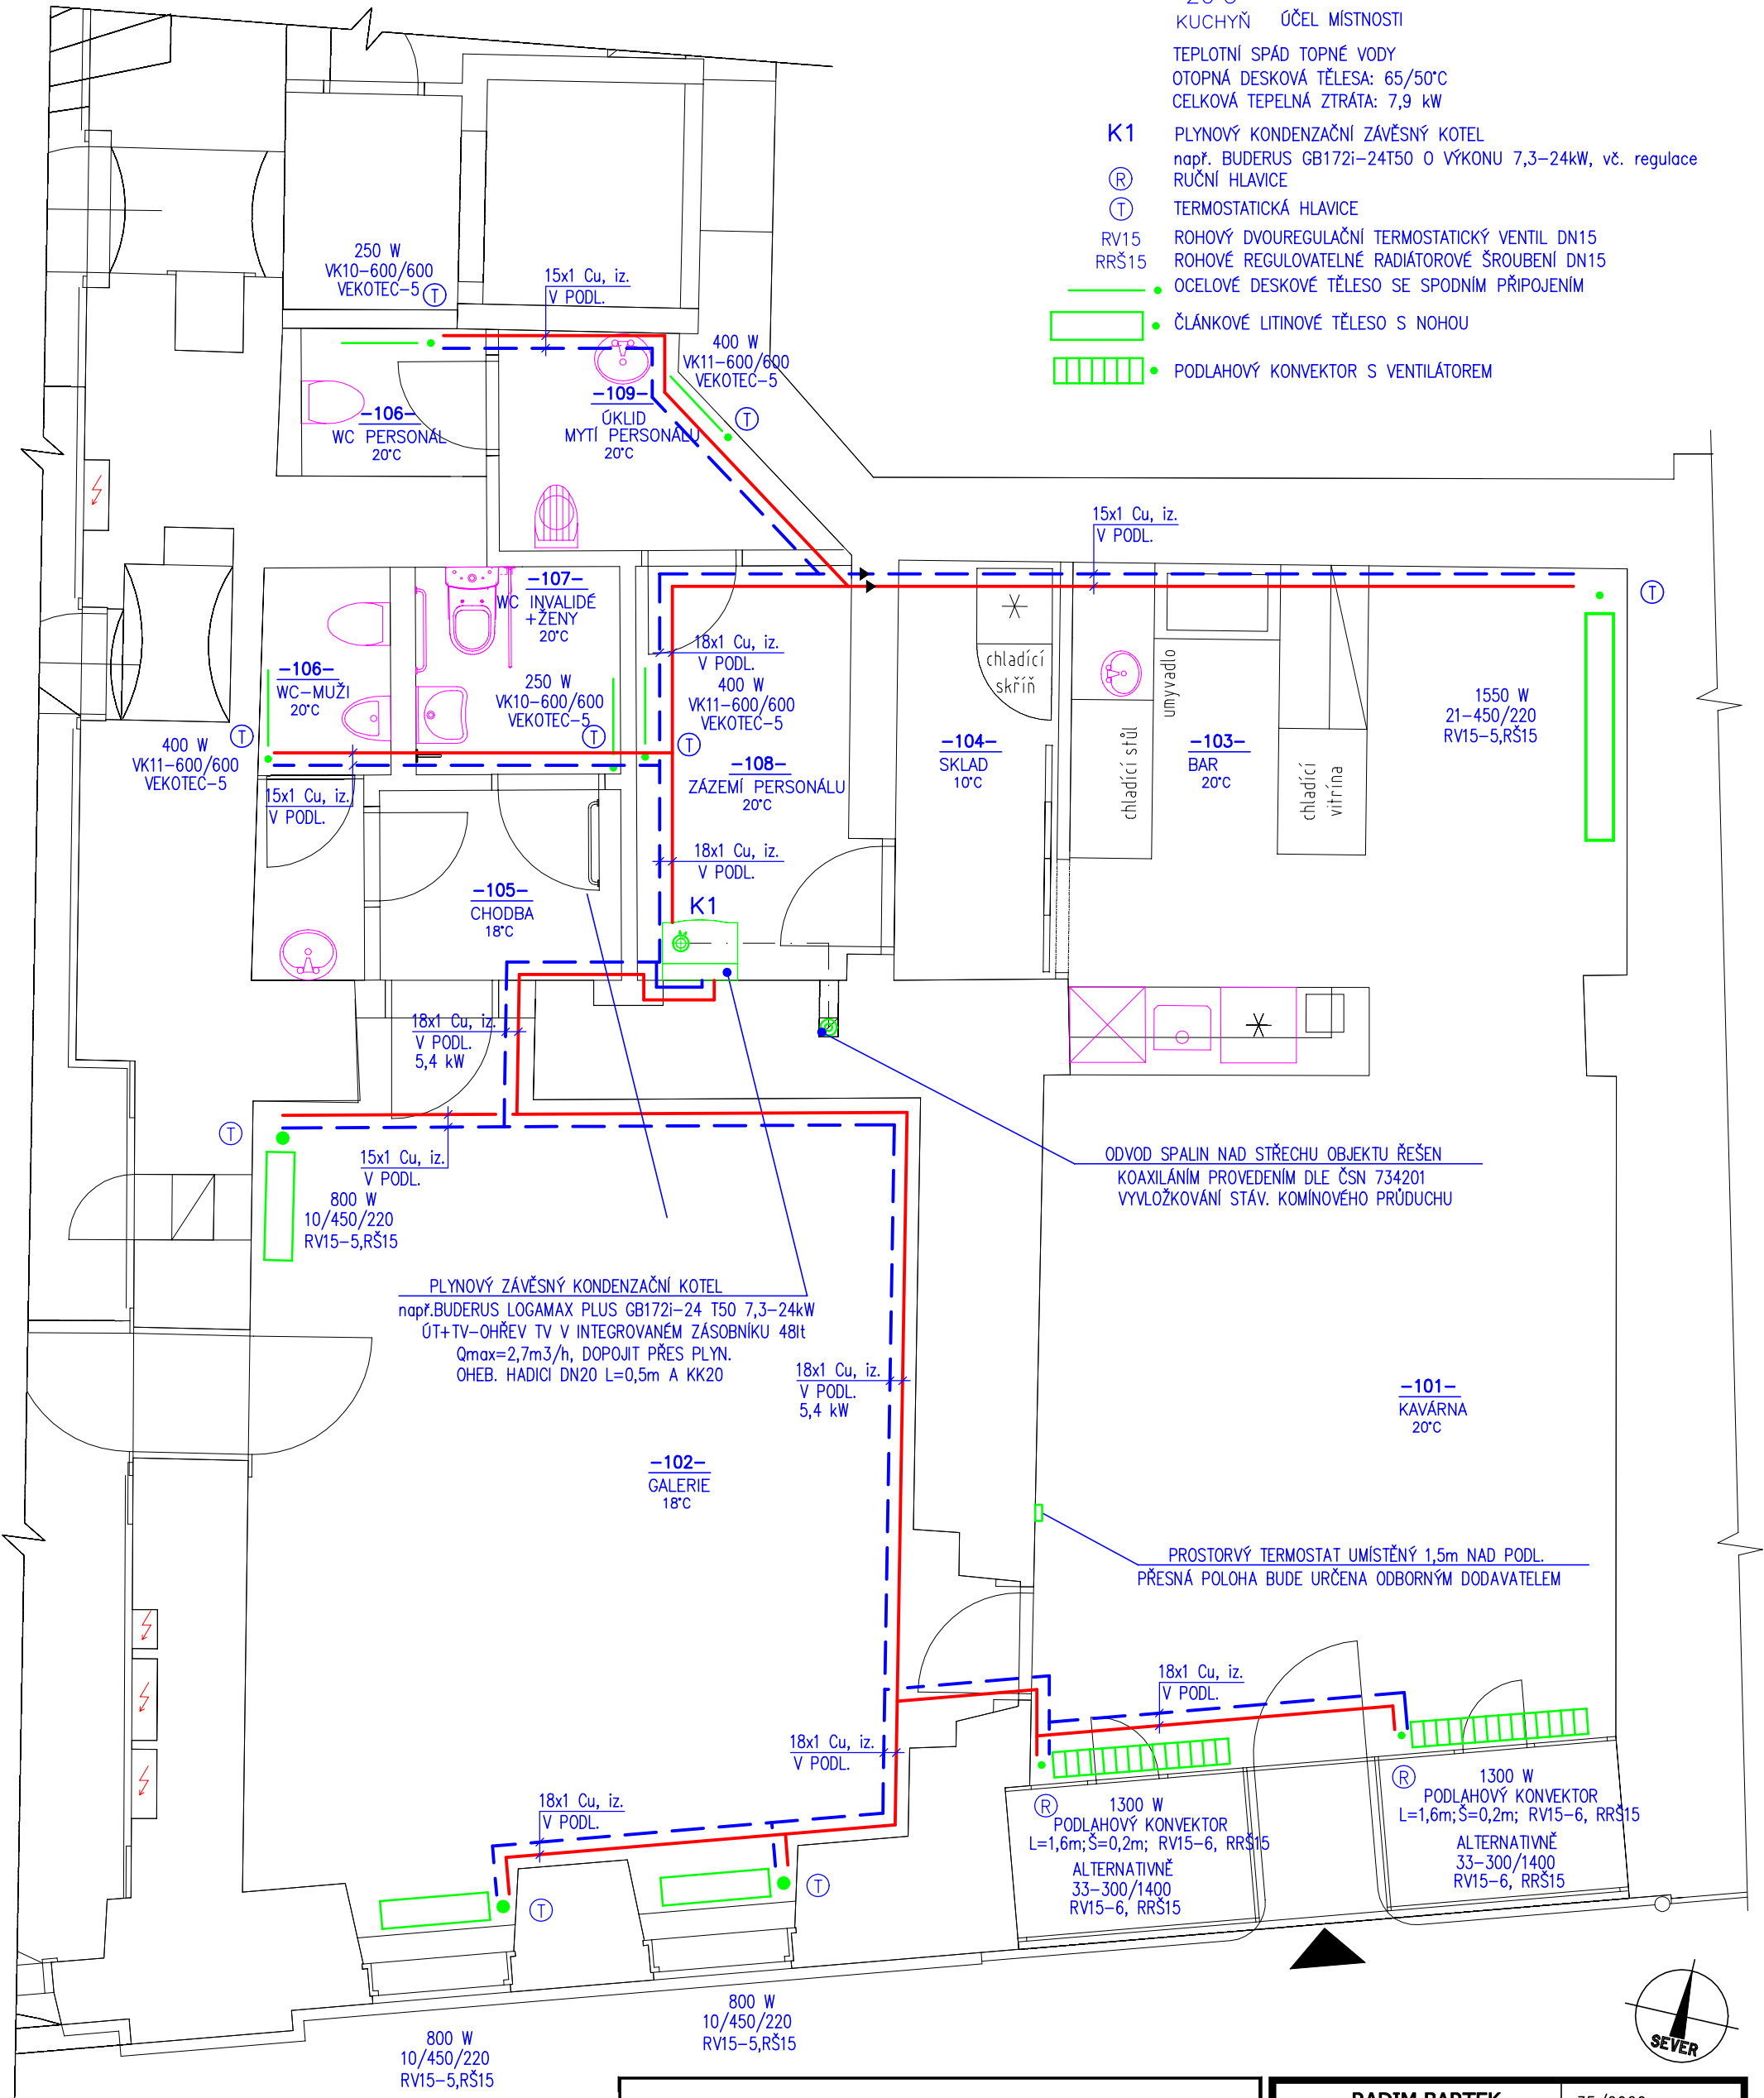 KUCHYŇ ÚČEL MÍSTNOSTI
TEPLOTNÍ SPÁD TOPNÉ VODY
OTOPNÁ DESKOVÁ TĚLESA: 65/50°C
CELKOVÁ TEPELNÁ ZTRÁTA: 7,9 kW
K1 PLYNOVÝ KONDENZAČNÍ ZÁVĚSNÝ KOTEL
např. BUDERUS GB172i-24T50 O VÝKONU 7,3-24kW, vč. regulace
R RUČNÍ HLAVICE
T TERMOSTATICKÁ HLAVICE
RV15 ROHOVÝ DVOUREGULAČNÍ TERMOSTATICKÝ VENTIL DN15
RRŠ15 ROHOVÉ REGULOVATELNÉ RADIÁTOROVÉ ŠROUBENÍ DN15
OCELOVÉ DESKOVÉ TĚLESO SE SPODNÍM PŘIPOJENÍM
ČLÁNKOVÉ LITINOVÉ TĚLESO S NOHOU
PODLAHOVÝ KONVEKTOR S VENTILÁTOREM
250 W
VK10-600/600
VEKOTEC-5 T
15x1 Cu, iz.
V PODL.
400 W
VK11-600/600
VEKOTEC-5
T
-106-
WC PERSONÁL
20°C
-109-
ÚKLID
MYTÍ PERSONÁLU
20°C
15x1 Cu, iz.
V PODL.
T
-107-
WC INVALIDÉ
+ŽENY
20°C
250 W
VK10-600/600
VEKOTEC-5
T
18x1 Cu, iz.
V PODL.
400 W
VK11-600/600
VEKOTEC-5
T
-106-
WC-MUŽI
20°C
T
400 W
VK11-600/600
VEKOTEC-5
15x1 Cu, iz.
V PODL.
-108-
ZÁZEMÍ PERSONÁLU
20°C
18x1 Cu, iz.
V PODL.
chladící
skříň
umyvadlo
chladící stůl
chladící
vitrína
-104-
SKLAD
10°C
-103-
BAR
20°C
1550 W
21-450/220
RV15-5,RŠ15
-105-
CHODBA
18°C
K1
18x1 Cu, iz.
V PODL.
5,4 kW
T
15x1 Cu, iz.
V PODL.
800 W
10/450/220
RV15-5,RŠ15
ODVOD SPALIN NAD STŘECHU OBJEKTU ŘEŠEN
KOAXILÁNÍM PROVEDENÍM DLE ČSN 734201
VYVLOŽKOVÁNÍ STÁV. KOMÍNOVÉHO PRŮDUCHU
PLYNOVÝ ZÁVĚSNÝ KONDENZAČNÍ KOTEL
např.BUDERUS LOGAMAX PLUS GB172i-24 T50 7,3-24kW
ÚT+TV-OHŘEV TV V INTEGROVANÉM ZÁSOBNÍKU 48lt
Qmax=2,7m3/h, DOPOJIT PŘES PLYN.
OHEB. HADICI DN20 L=0,5m A KK20
18x1 Cu, iz.
V PODL.
5,4 kW
-101-
KAVÁRNA
20°C
-102-
GALERIE
18°C
PROSTORVÝ TERMOSTAT UMÍSTĚNÝ 1,5m NAD PODL.
PŘESNÁ POLOHA BUDE URČENA ODBORNÝM DODAVATELEM
18x1 Cu, iz.
V PODL.
18x1 Cu, iz.
V PODL.
18x1 Cu, iz.
V PODL.
R 1300 W
PODLAHOVÝ KONVEKTOR
L=1,6m;Š=0,2m; RV15-6, RRŠ15
ALTERNATIVNĚ
33-300/1400
RV15-6, RRŠ15
R 1300 W
PODLAHOVÝ KONVEKTOR
L=1,6m;Š=0,2m; RV15-6, RRŠ15
ALTERNATIVNĚ
33-300/1400
RV15-6, RRŠ15
T
T
800 W
10/450/220
RV15-5,RŠ15
800 W
10/450/220
RV15-5,RŠ15
SEVER
RADIM BARTEK